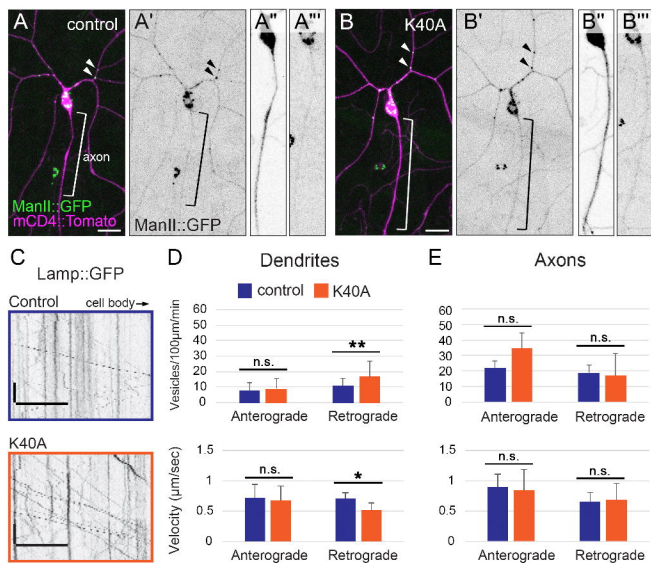 A
control
A'
A"
A'"
B
K40A
B'
B"
B'"
axon
ManII::GFP
mCD4::Tomato
ManII::GFP
C
Lamp::GFP
Control
cell body→
K40A
D
Dendrites
control
K40A
Vesicles/100µm/min
60
50
40
30
20
10
0
n.s.
**
Anterograde
Retrograde
Velocity (µm/sec)
1.5
1
0.5
0
n.s.
*
Anterograde
Retrograde
E
Axons
60
50
40
30
20
10
0
n.s.
n.s.
Anterograde
Retrograde
1.5
1
0.5
0
n.s.
n.s.
Anterograde
Retrograde